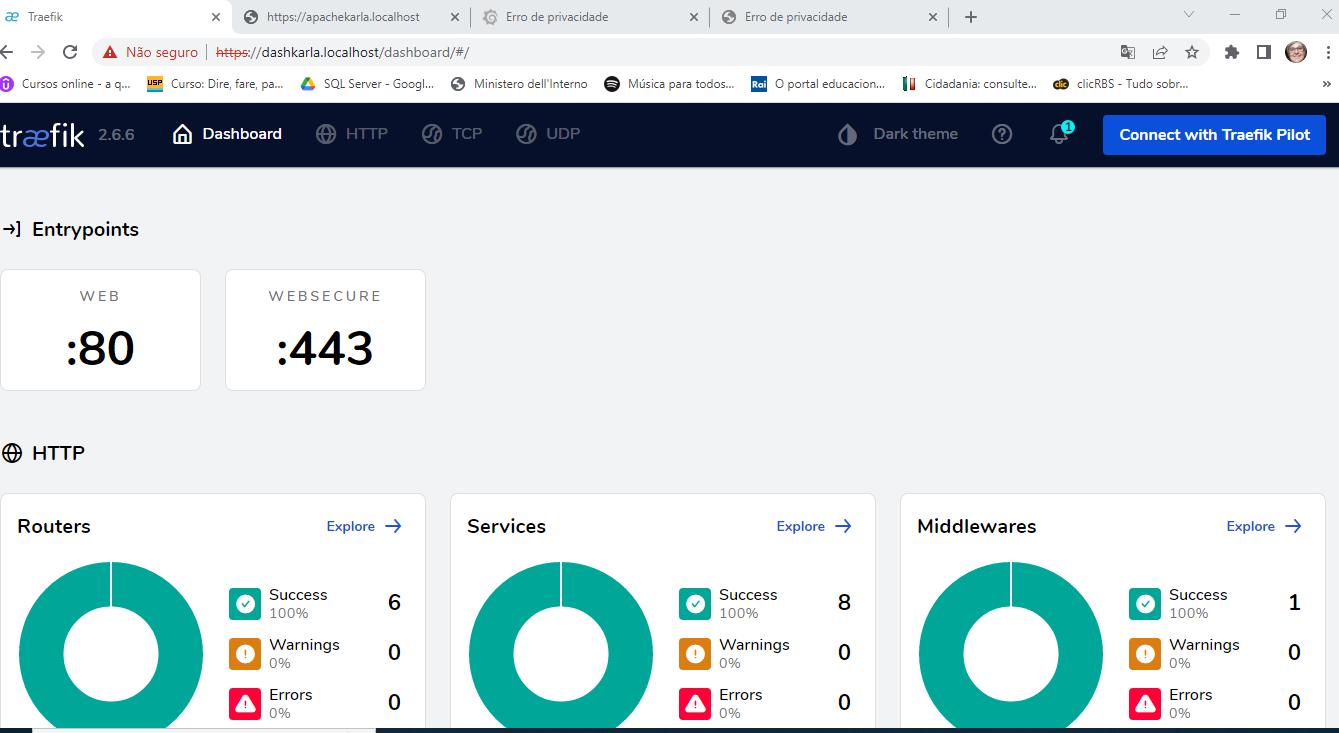 Traefik
https://apachekarla.localhost
Erro de privacidade
Erro de privacidade
Não seguro
https://dashkarla.localhost/dashboard/#/
Cursos online - a q...
USP
Curso: Dire, fare, pa...
SQL Server - Googl...
Ministero dell'Interno
Música para todos...
Rai
O portal educacion...
Cidadania: consulte...
clic
clicRBS - Tudo sobr...
»
træfik
2.6.6
Dashboard
HTTP
TCP
UDP
Dark theme
1
Connect with Traefik Pilot
Entrypoints
WEB
:80
WEBSECURE
:443
HTTP
Routers
Explore
Success
100%
6
Warnings
0%
0
Errors
0%
0
Services
Explore
Success
100%
8
Warnings
0%
0
Errors
0%
0
Middlewares
Explore
Success
100%
1
Warnings
0%
0
Errors
0%
0